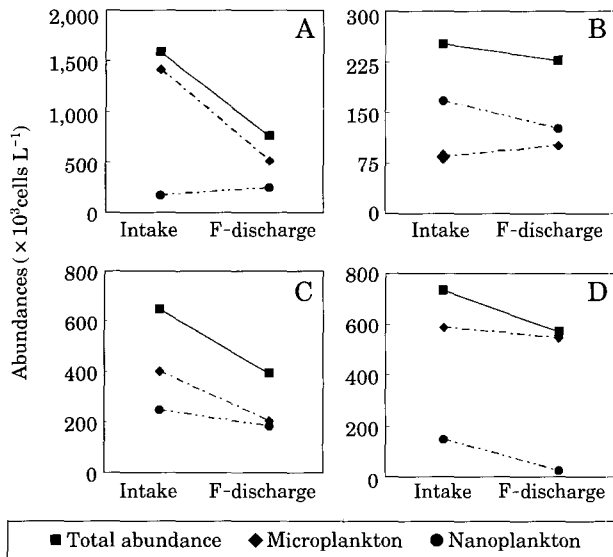 Abundances (×10³cells L⁻¹)
A
2,000
1,500
1,000
500
0
Intake F-discharge
B
300
225
150
75
0
Intake F-discharge
C
800
600
400
200
0
Intake F-discharge
D
800
600
400
200
0
Intake F-discharge
■ Total abundance ◆ Microplankton ● Nanoplankton